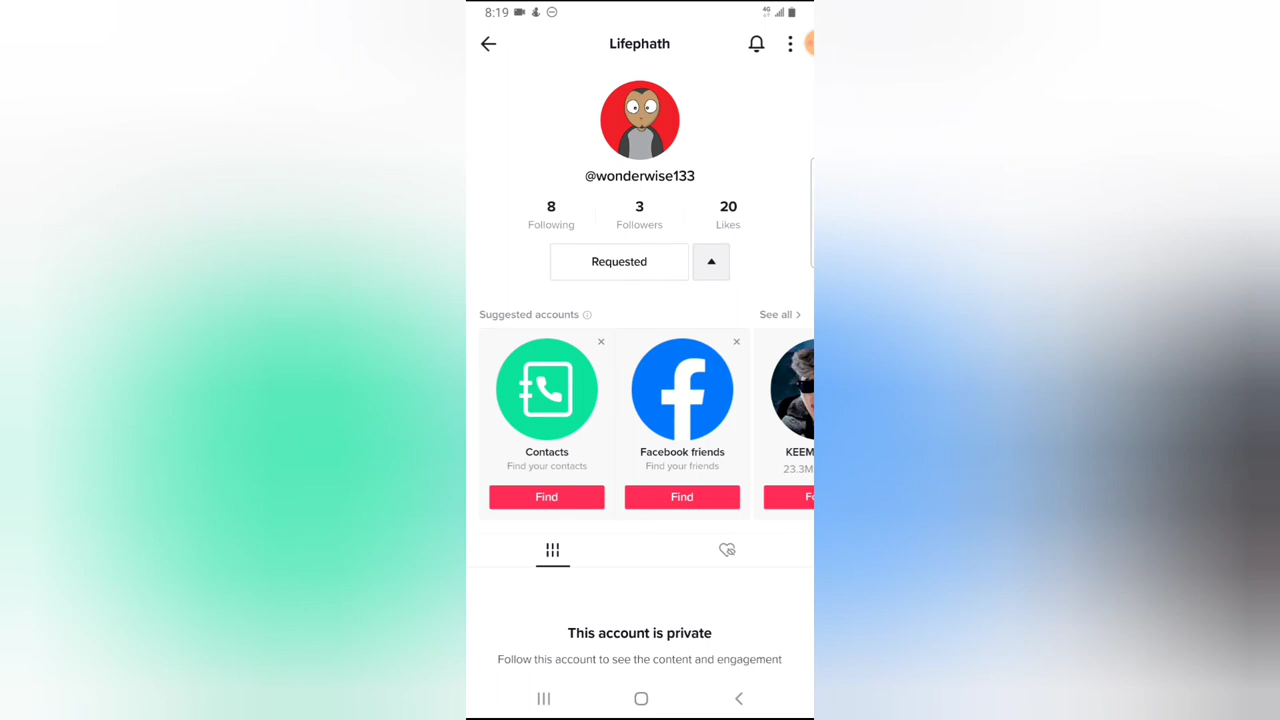 8:19
4G
Lifephath
@wonderwise133
8 3 20
Following Followers Likes
Requested
Suggested accounts See all >
Contacts Facebook friends KEEM
Find your contacts Find your friends 23.3M
Find Find
This account is private
Follow this account to see the content and engagement